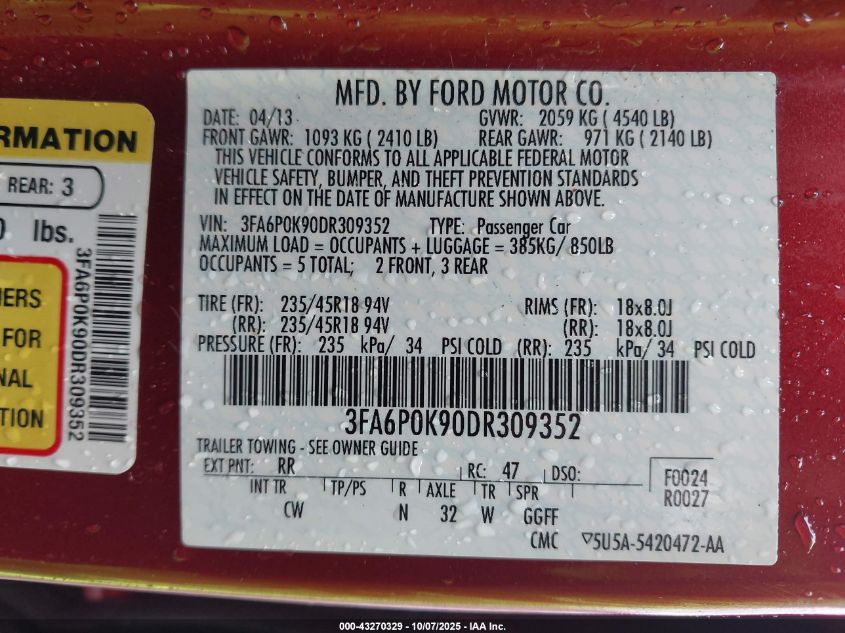 RMATION
REAR: 3
0 lbs.
3FA6P0K90DR309352
NERS
FOR
NAL
MFD. BY FORD MOTOR CO.
DATE: 04/13 GVWR: 2059 KG ( 4540 LB)
FRONT GAWR: 1093 KG ( 2410 LB) REAR GAWR: 971 KG ( 2140 LB)
THIS VEHICLE CONFORMS TO ALL APPLICABLE FEDERAL MOTOR
VEHICLE SAFETY, BUMPER, AND THEFT PREVENTION STANDARDS
IN EFFECT ON THE DATE OF MANUFACTURE SHOWN ABOVE.
VIN: 3FA6P0K90DR309352 TYPE: Passenger Car
MAXIMUM LOAD = OCCUPANTS + LUGGAGE = 385KG/ 850LB
OCCUPANTS = 5 TOTAL; 2 FRONT, 3 REAR
TIRE (FR): 235/45R18 94V RIMS (FR): 18x8.0J
(RR): 235/45R18 94V (RR): 18x8.0J
PRESSURE (FR): 235 kPa/ 34 PSI COLD (RR): 235 kPa/ 34 PSI COLD
3FA6P0K90DR309352
TRAILER TOWING - SEE OWNER GUIDE
EXT PNT: RR RC: 47 DSO: F0024
R0027
INT TR TP/PS R AXLE TR SPR
CW N 32 W GGFF
CMC ▽5U5A-5420472-AA
000-43270329 - 10/07/2025 - IAA Inc.